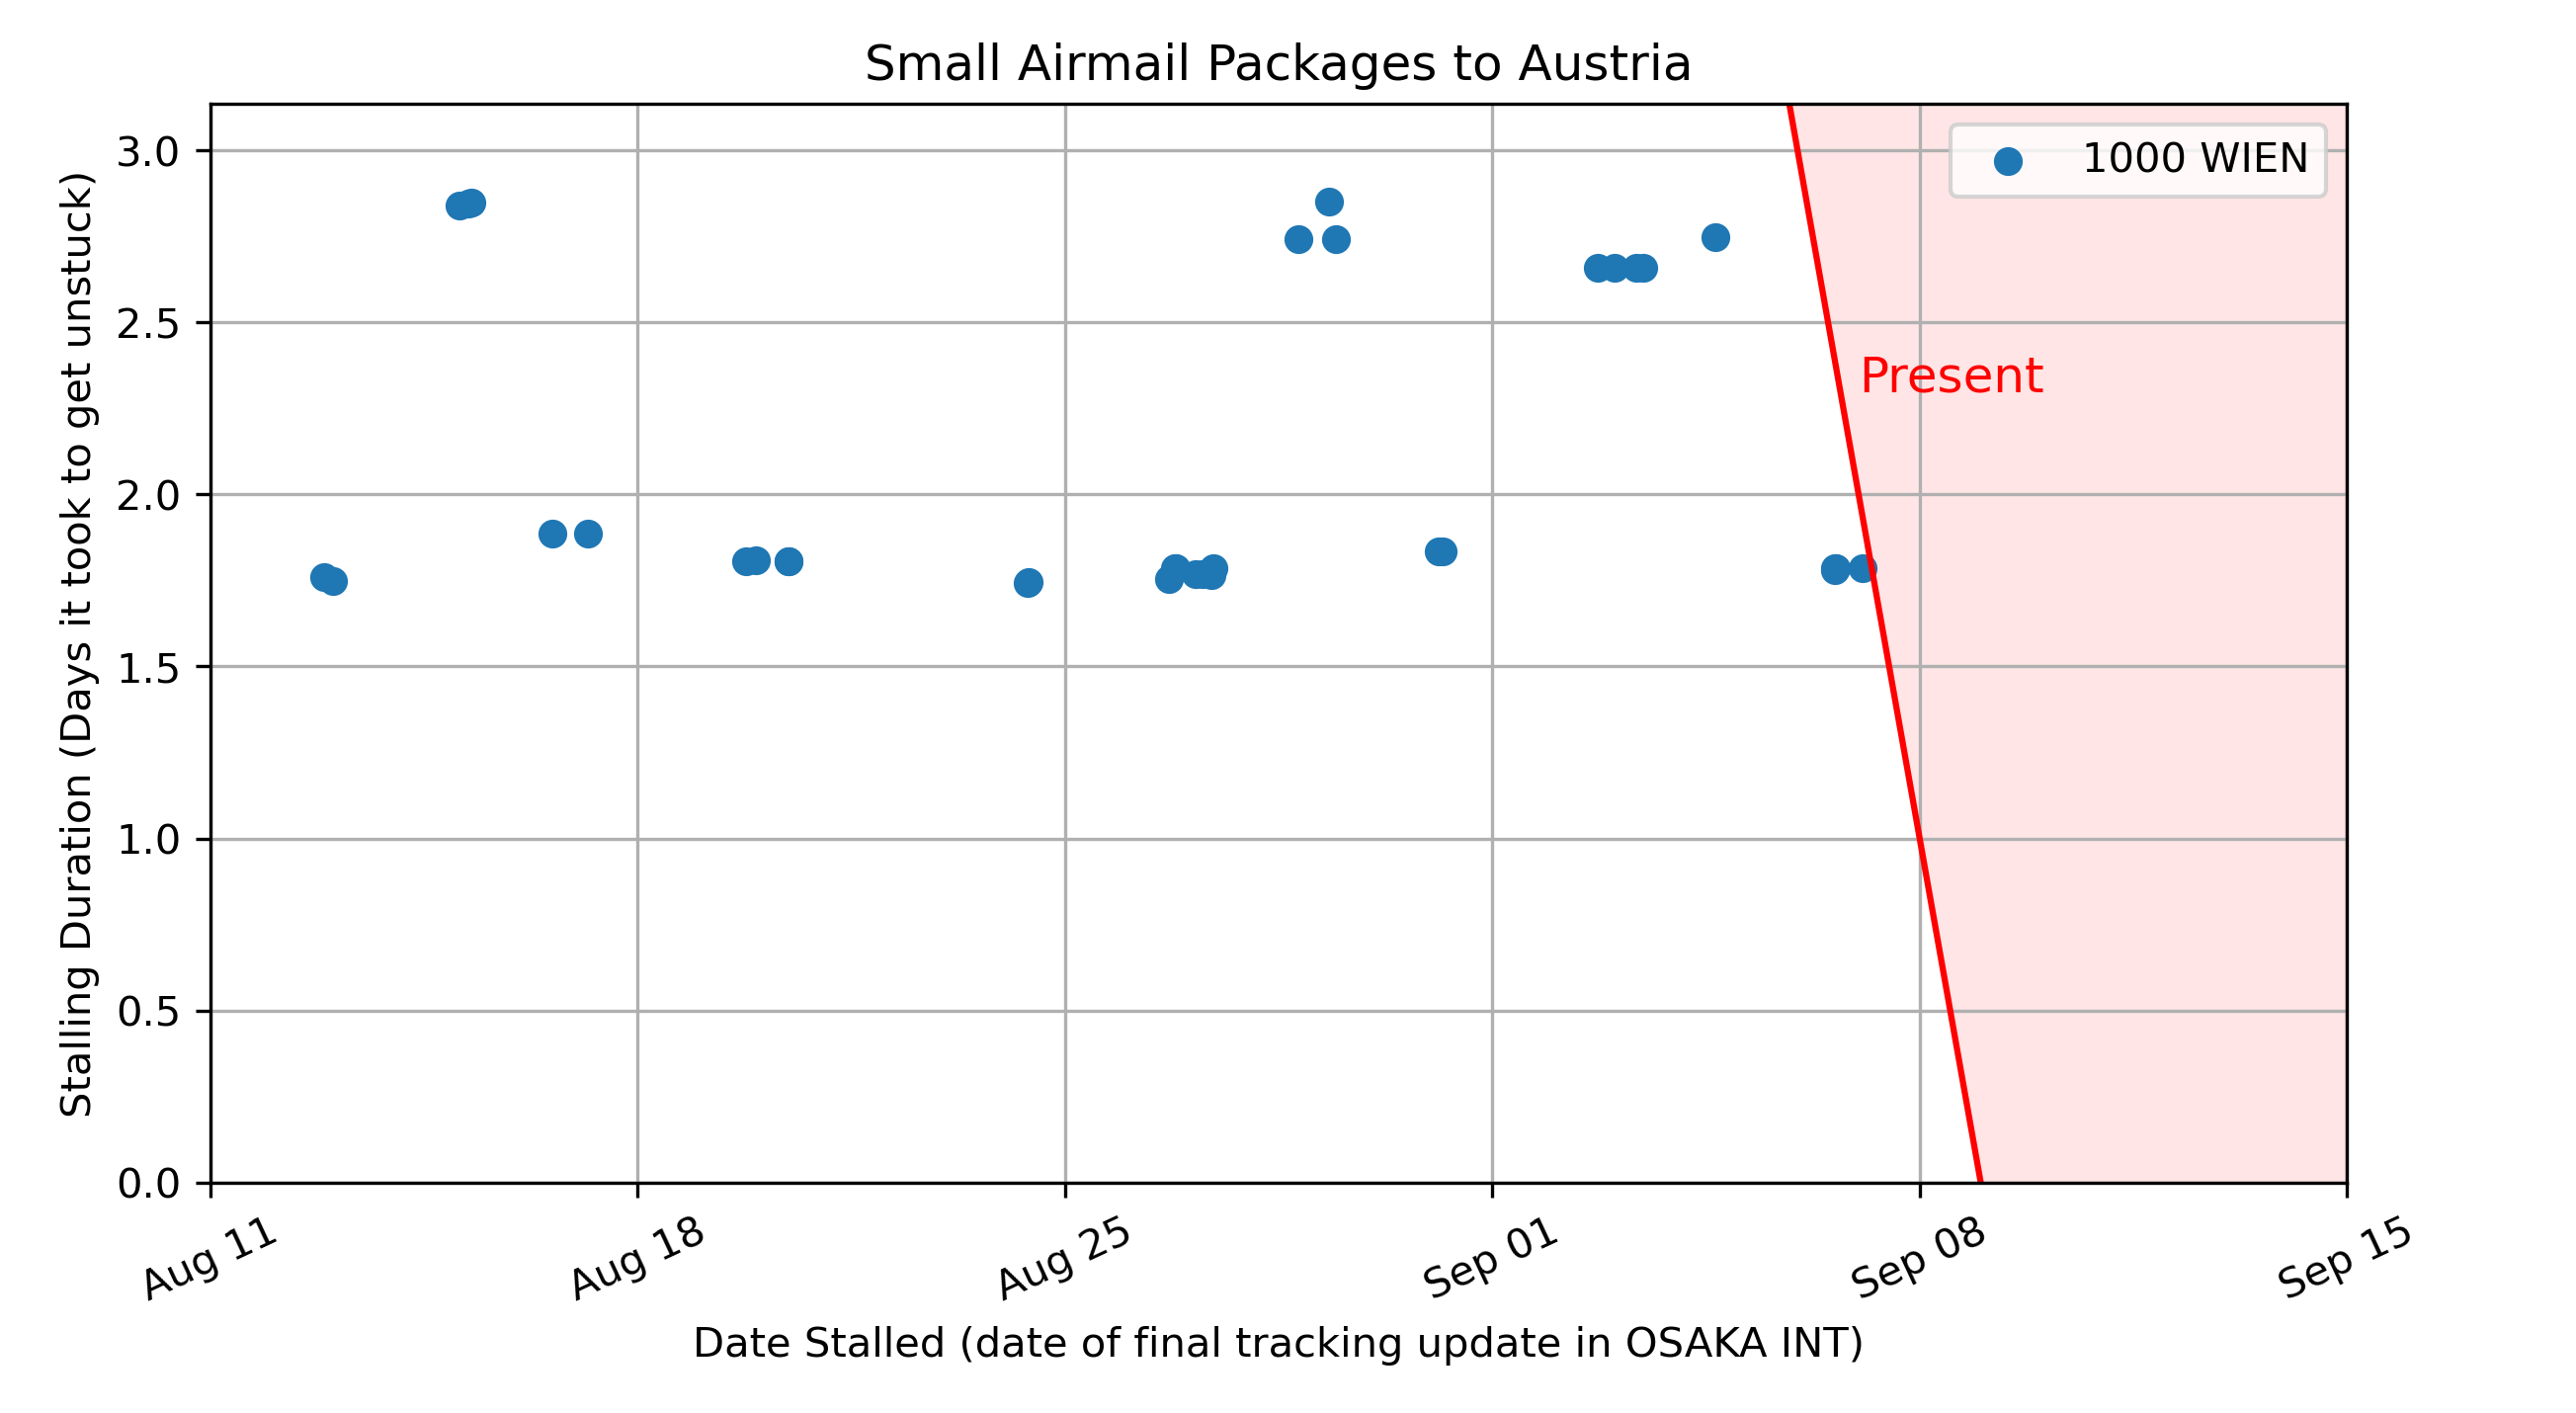 Small Airmail Packages to Austria
1000 WIEN
Present
Stalling Duration (Days it took to get unstuck)
3.0
2.5
2.0
1.5
1.0
0.5
0.0
Aug 11
Aug 18
Aug 25
Sep 01
Sep 08
Sep 15
Date Stalled (date of final tracking update in OSAKA INT)